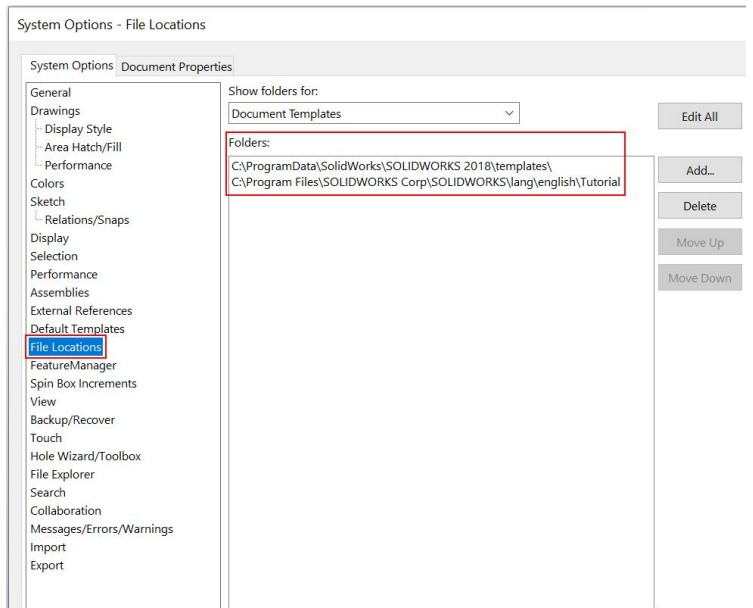 System Options - File Locations
System Options
Document Properties
General
Drawings
Display Style
Area Hatch/Fill
Performance
Colors
Sketch
Relations/Snaps
Display
Selection
Performance
Assemblies
External References
Default Templates
File Locations
FeatureManager
Spin Box Increments
View
Backup/Recover
Touch
Hole Wizard/Toolbox
File Explorer
Search
Collaboration
Messages/Errors/Warnings
Import
Export
Show folders for:
Document Templates
Folders:
C:\ProgramData\SolidWorks\SOLIDWORKS 2018\templates\
C:\Program Files\SOLIDWORKS Corp\SOLIDWORKS\lang\english\Tutorial
Edit All
Add...
Delete
Move Up
Move Down